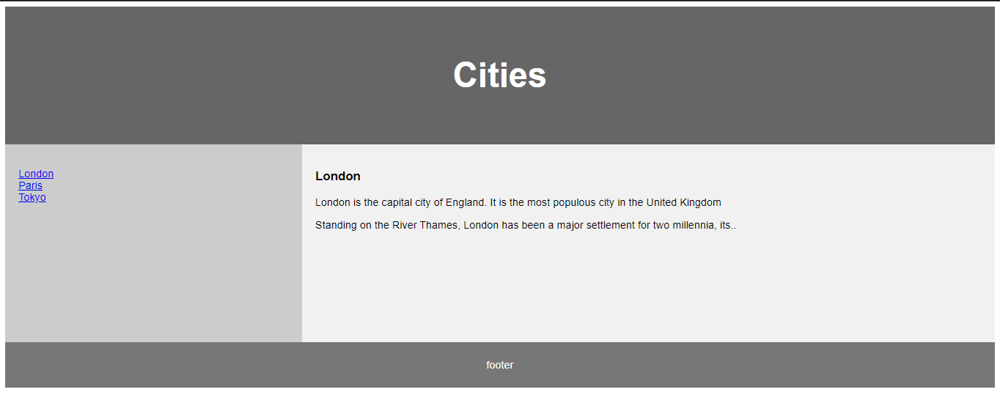 Cities
London
Paris
Tokyo
London
London is the capital city of England. It is the most populous city in the United Kingdom
Standing on the River Thames, London has been a major settlement for two millennia, its..
footer